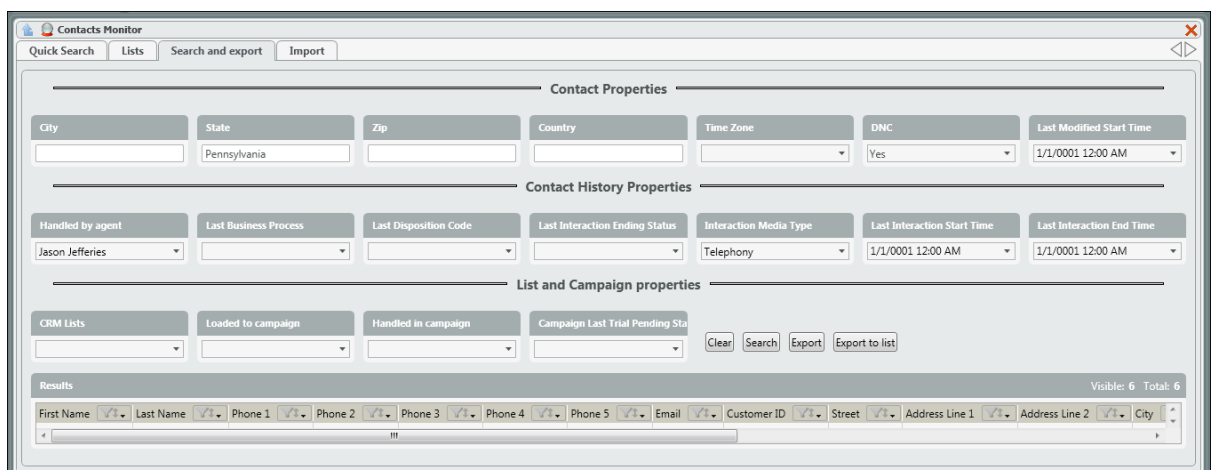 Contacts Monitor
Quick Search Lists Search and export Import
Contact Properties
City State Zip Country Time Zone DNC Last Modified Start Time
Pennsylvania Yes 1/1/0001 12:00 AM
Contact History Properties
Handled by agent Last Business Process Last Disposition Code Last Interaction Ending Status Interaction Media Type Last Interaction Start Time Last Interaction End Time
Jason Jefferies Telephony 1/1/0001 12:00 AM 1/1/0001 12:00 AM
List and Campaign properties
CRM Lists Loaded to campaign Handled in campaign Campaign Last Trial Pending Sta
Clear Search Export Export to list
Results Visible: 6 Total: 6
First Name Last Name Phone 1 Phone 2 Phone 3 Phone 4 Phone 5 Email Customer ID Street Address Line 1 Address Line 2 City